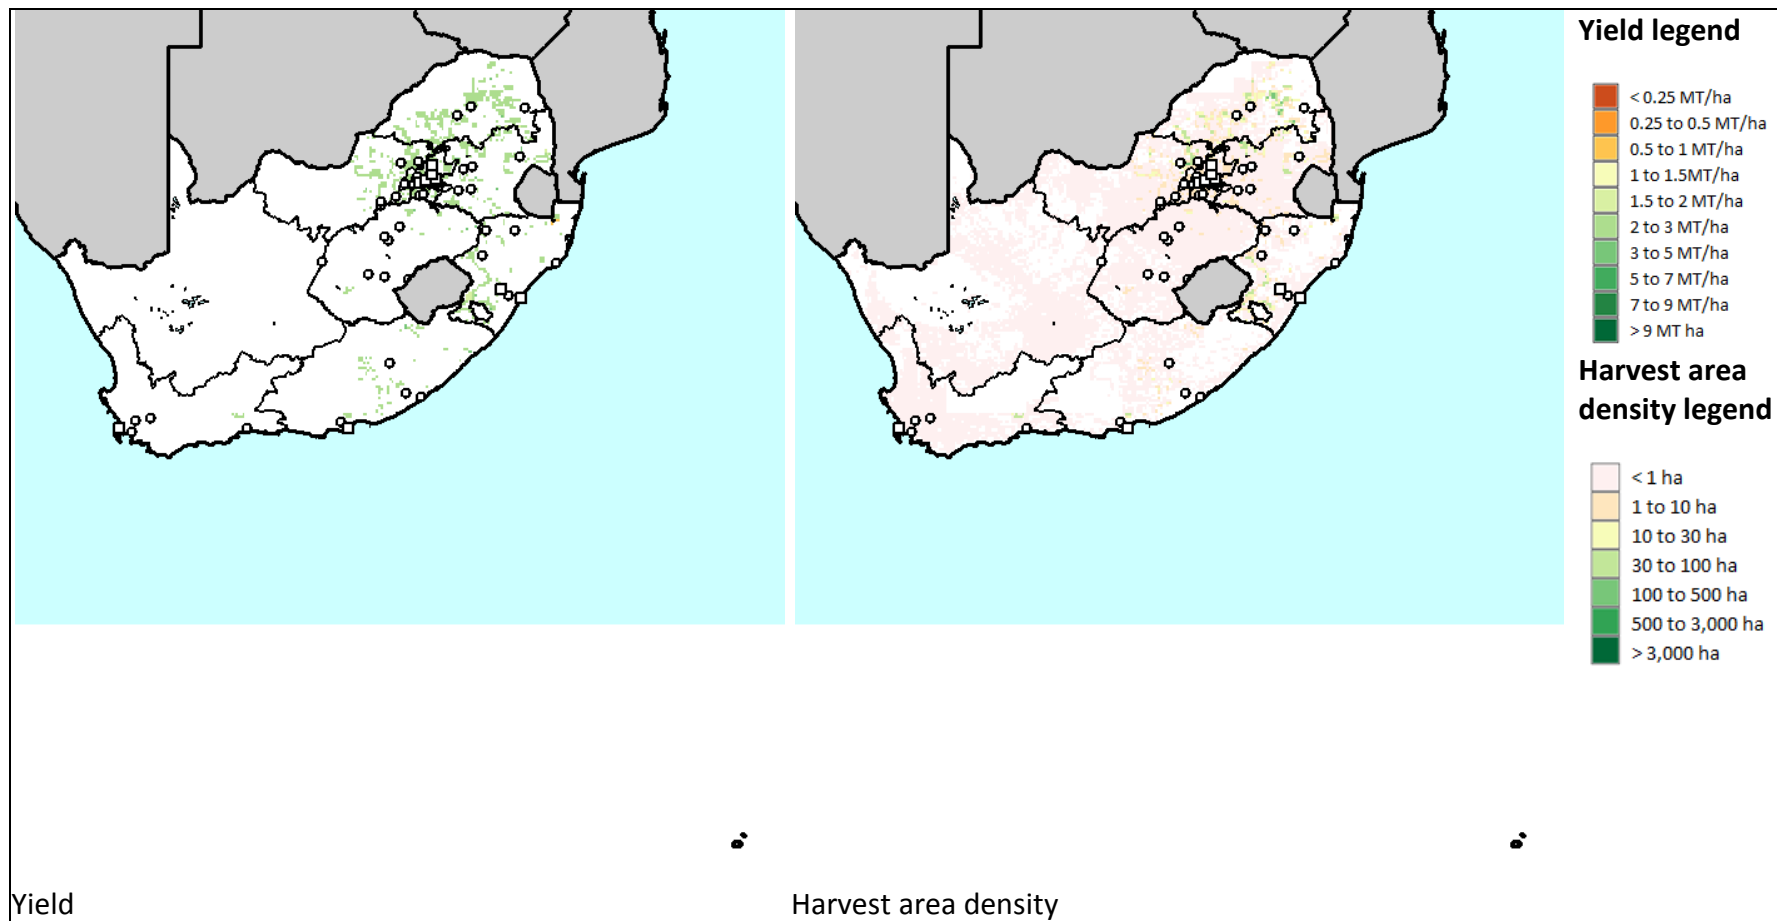 Yield legend
< 0.25 MT/ha
0.25 to 0.5 MT/ha
0.5 to 1 MT/ha
1 to 1.5MT/ha
1.5 to 2 MT/ha
2 to 3 MT/ha
3 to 5 MT/ha
5 to 7 MT/ha
7 to 9 MT/ha
> 9 MT ha
Harvest area
density legend
< 1 ha
1 to 10 ha
10 to 30 ha
30 to 100 ha
100 to 500 ha
500 to 3,000 ha
> 3,000 ha
Yield
Harvest area density